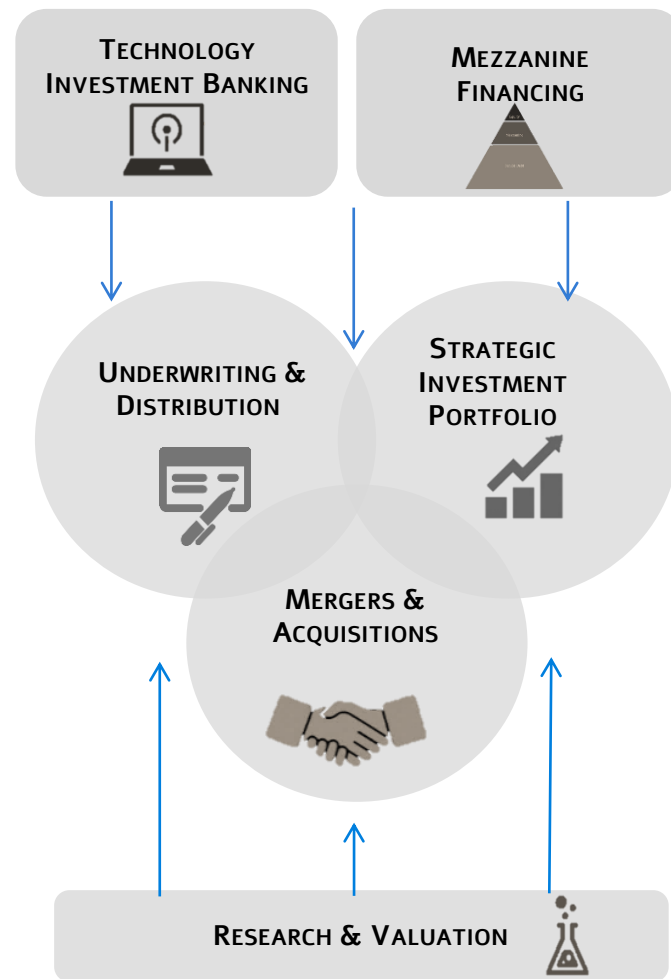 TECHNOLOGY
INVESTMENT BANKING
MEZZANINE
FINANCING
UNDERWRITING &
DISTRIBUTION
STRATEGIC
INVESTMENT
PORTFOLIO
MERGERS &
ACQUISITIONS
RESEARCH & VALUATION